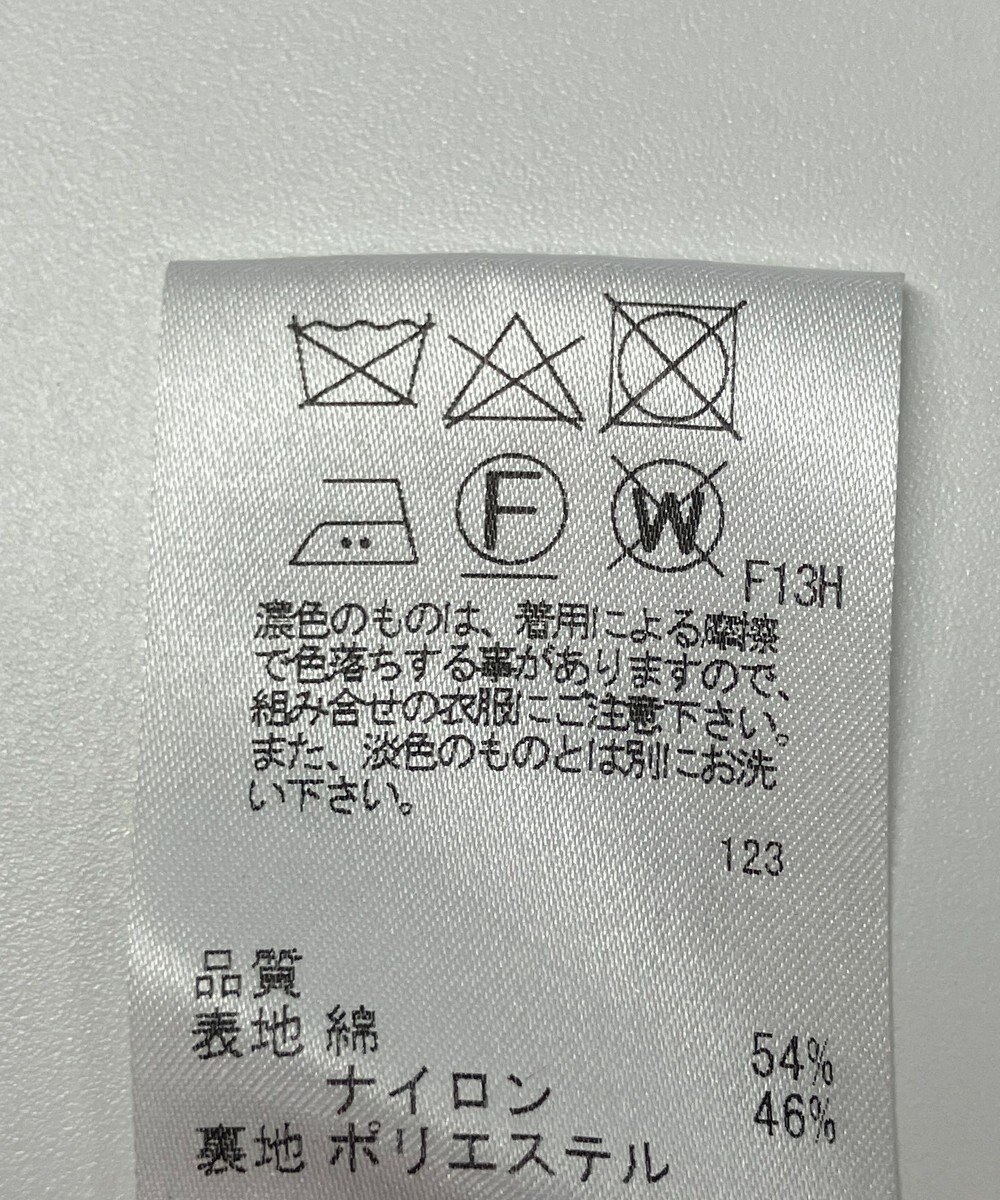 F
W
F13H
濃色のものは、着用による摩擦
で色落ちする事がありますので、
組み合せの衣服にご注意下さい。
また、淡色のものとは別にお洗
い下さい。
123
品質
表地 綿 54%
ナイロン 46%
裏地 ポリエステル